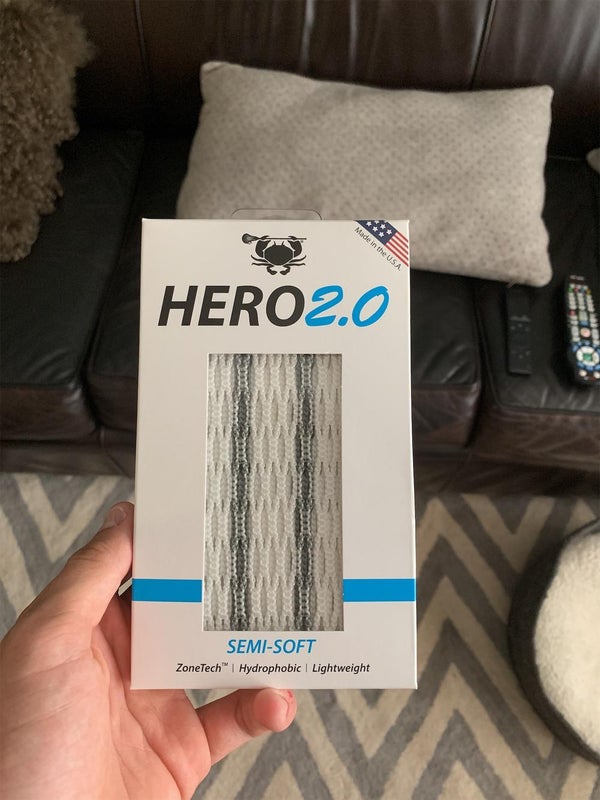 Made in the U.S.A.
HERO2.0
SEMI-SOFT
ZoneTech™ | Hydrophobic | Lightweight